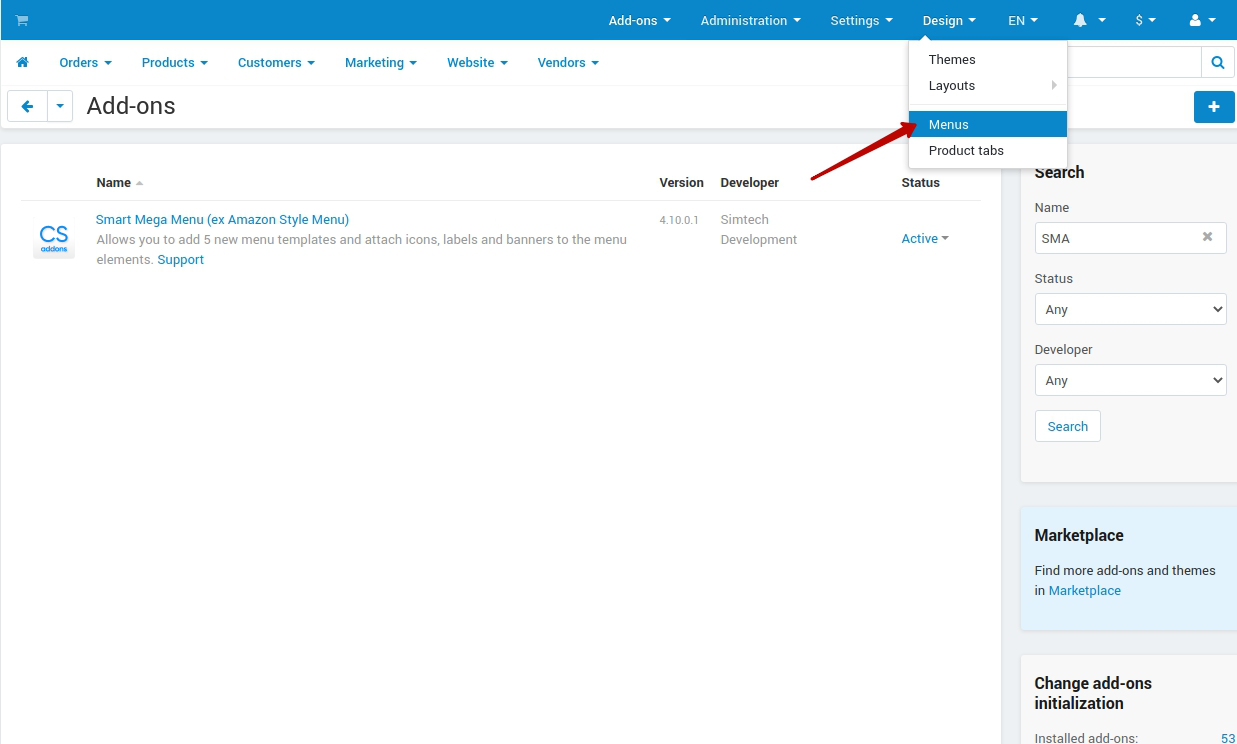 Add-ons Administration Settings Design EN $
Orders Products Customers Marketing Website Vendors
Themes
Layouts
Menus
Product tabs
Add-ons
Name Version Developer Status
CS
addons
Smart Mega Menu (ex Amazon Style Menu)
Allows you to add 5 new menu templates and attach icons, labels and banners to the menu
elements. Support
4.10.0.1
Simtech
Development
Active
Search
Name
SMA
Status
Any
Developer
Any
Search
Marketplace
Find more add-ons and themes
in Marketplace
Change add-ons
initialization
Installed add-ons: 53